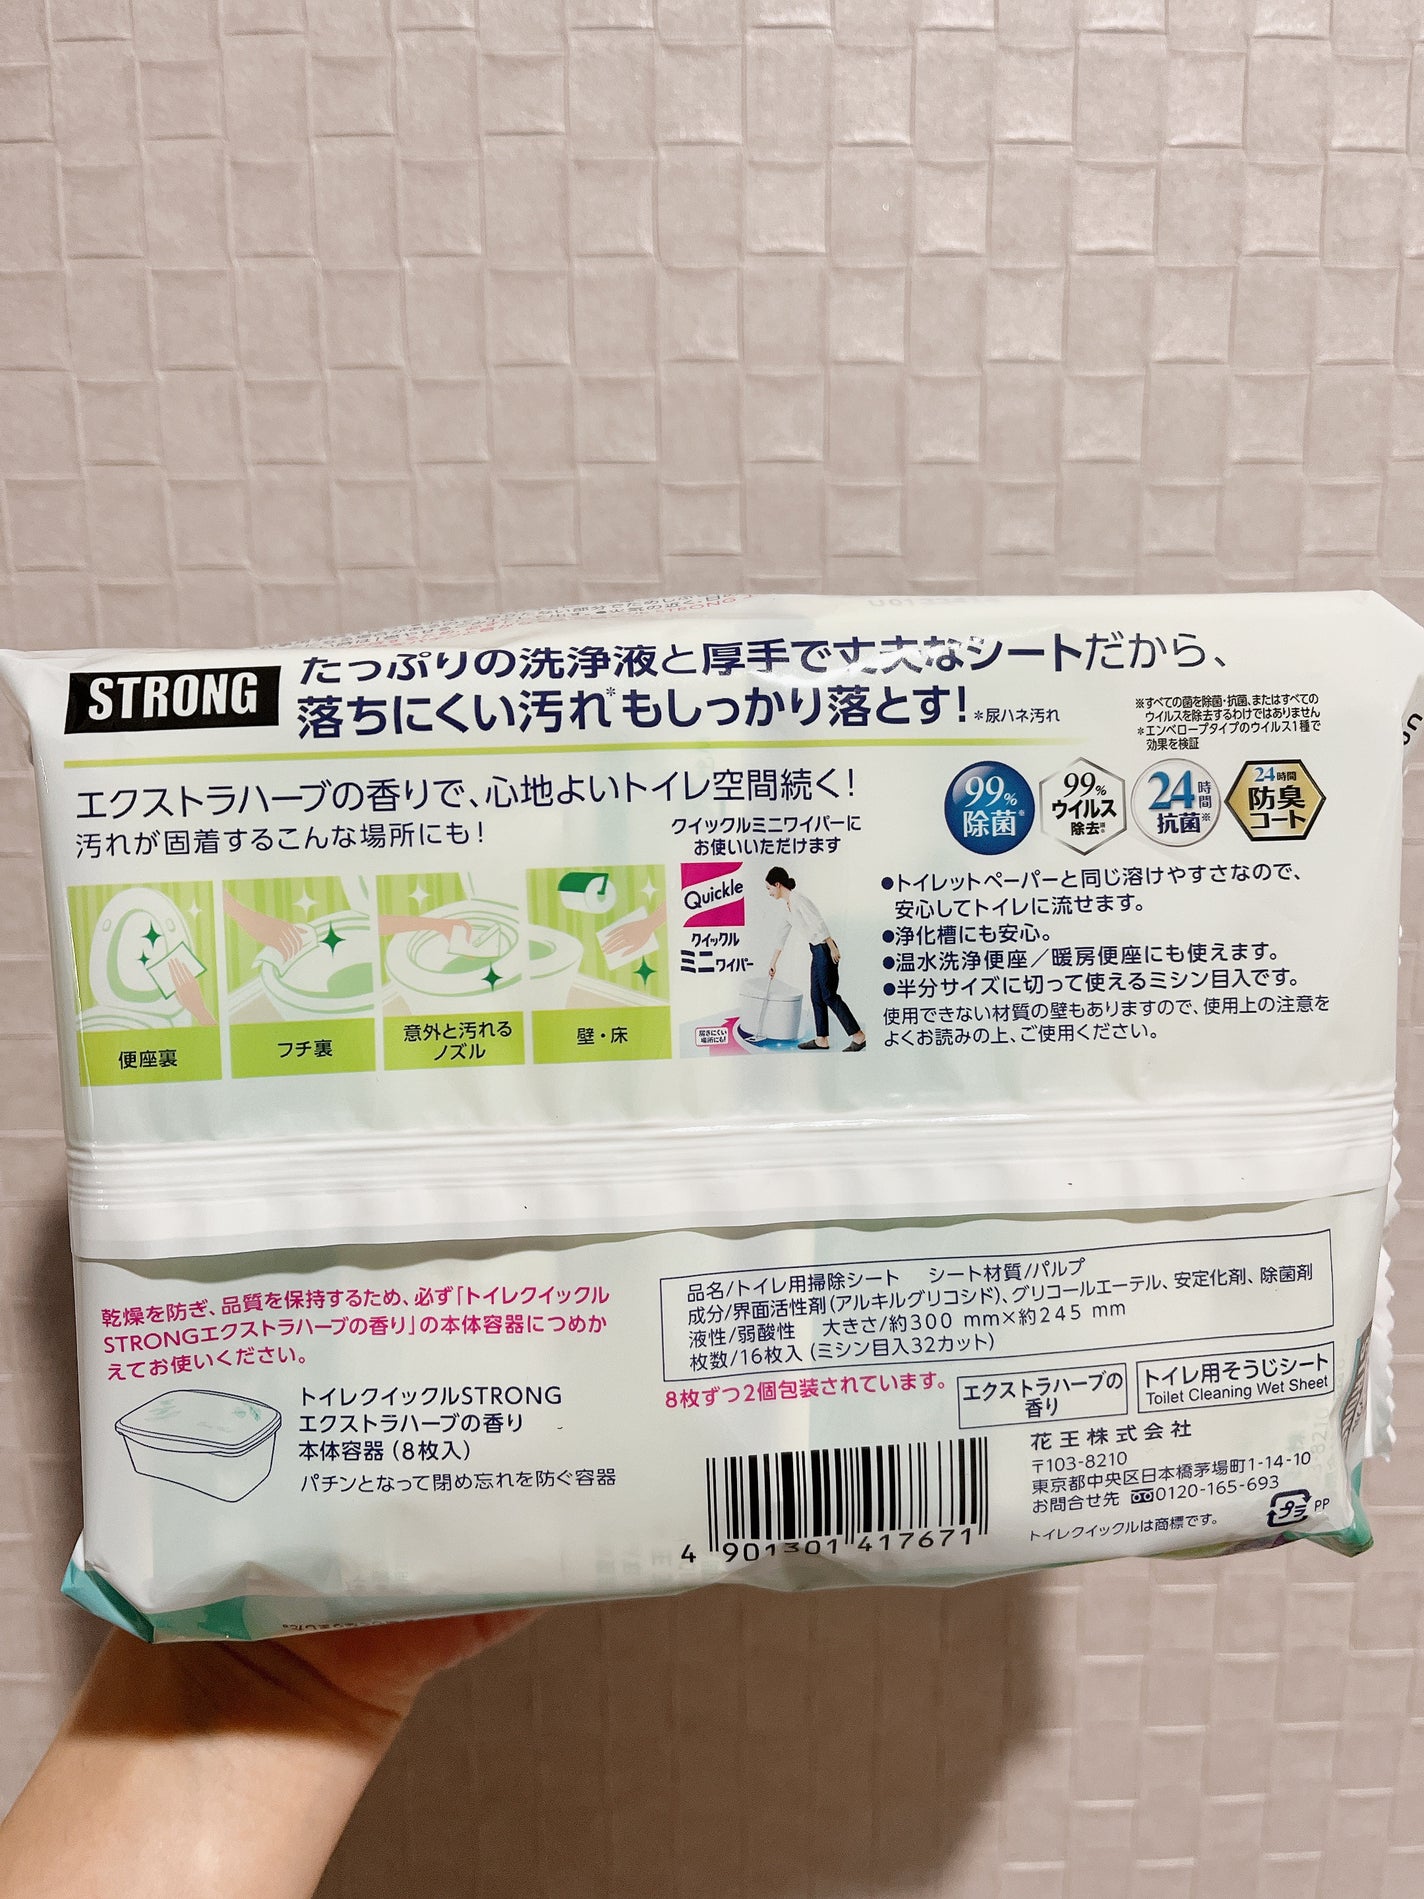 STRONG
たっぷりの洗浄液と厚手で丈夫なシートだから、
落ちにくい汚れ*もしっかり落とす! *尿ハネ汚れ
※すべての菌を除菌・抗菌、またはすべての
ウイルスを除去するわけではありません
*エンベロープタイプのウイルス1種で
効果を検証
エクストラハーブの香りで、心地よいトイレ空間続く!
汚れが固着するこんな場所にも!
99%
除菌※
99%
ウイルス
除去
24時間
抗菌※
24時間
防臭
コート
便座裏
フチ裏
意外と汚れる
ノズル
壁・床
クイックルミニワイパーに
お使いいただけます
Quickle
クイックル
ミニワイパー
届きにくい
場所にも!
●トイレットペーパーと同じ溶けやすさなので、
安心してトイレに流せます。
●浄化槽にも安心。
●温水洗浄便座/暖房便座にも使えます。
●半分サイズに切って使えるミシン目入です。
使用できない材質の壁もありますので、使用上の注意を
よくお読みの上、ご使用ください。
乾燥を防ぎ、品質を保持するため、必ず「トイレクイックル
STRONGエクストラハーブの香り」の本体容器につめか
えてお使いください。
トイレクイックルSTRONG
エクストラハーブの香り
本体容器(8枚入)
パチンとなって閉め忘れを防ぐ容器
品名/トイレ用掃除シート シート材質/パルプ
成分/界面活性剤(アルキルグリコシド)、グリコールエーテル、安定化剤、除菌剤
液性/弱酸性 大きさ/約300 mm×約245 mm
枚数/16枚入(ミシン目入32カット)
8枚ずつ2個包装されています。
エクストラハーブの
香り
トイレ用そうじシート
Toilet Cleaning Wet Sheet
花王株式会社
〒103-8210
東京都中央区日本橋茅場町1-14-10
お問合せ先 0120-165-693
トイレクイックルは商標です。
プラ PP
4 901301 417671